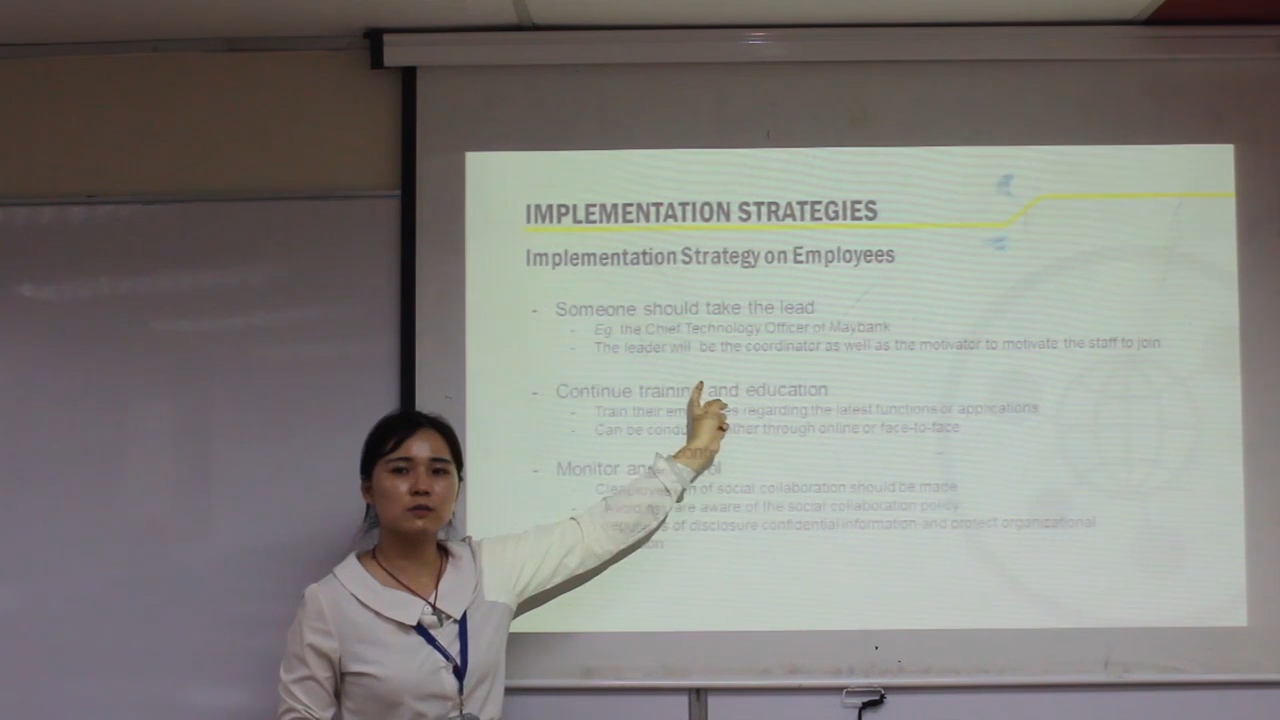 IMPLEMENTATION STRATEGIES
Implementation Strategy on Employees
- Someone should take the lead
- Eg. the Chief Technology Officer of Maybank
- The leader will be the coordinator as well as the motivator to motivate the staff to join
- Continue training and education
- Train their regarding the latest functions or applications
- Can be through online or face-to-face
- Monitor
of social collaboration should be made
aware of the social collaboration policy
of disclosure confidential information and protect organizational